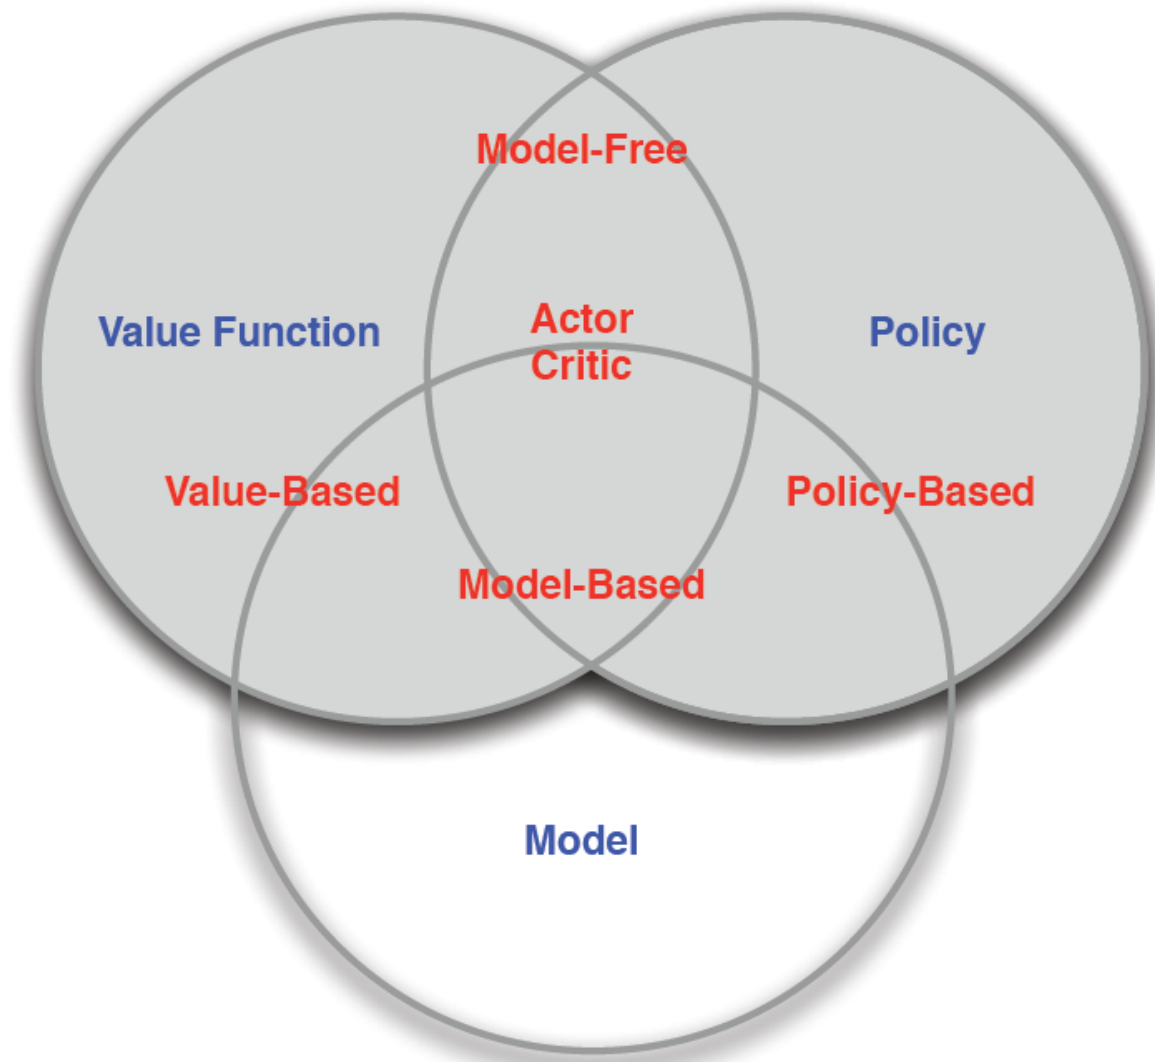 Model-Free
Value Function
Actor
Critic
Policy
Value-Based
Policy-Based
Model-Based
Model